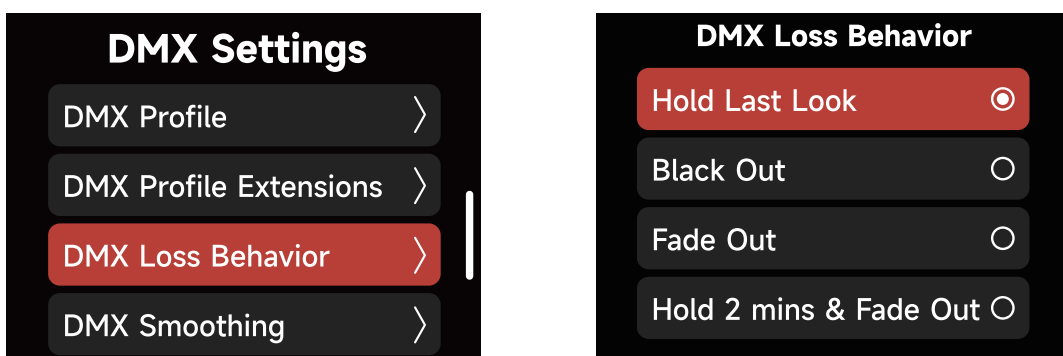 DMX Settings
DMX Profile
DMX Profile Extensions
DMX Loss Behavior
DMX Smoothing
DMX Loss Behavior
Hold Last Look
Black Out
Fade Out
Hold 2 mins & Fade Out